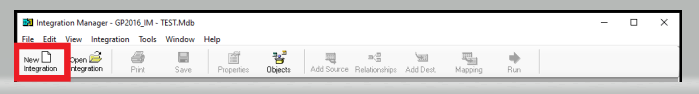 Integration Manager - GP2016_IM - TEST.Mdb
File Edit View Integration Tools Window Help
New Integration
Open Integration
Print
Save
Properties
Objects
Add Source
Relationships
Add Dest.
Mapping
Run